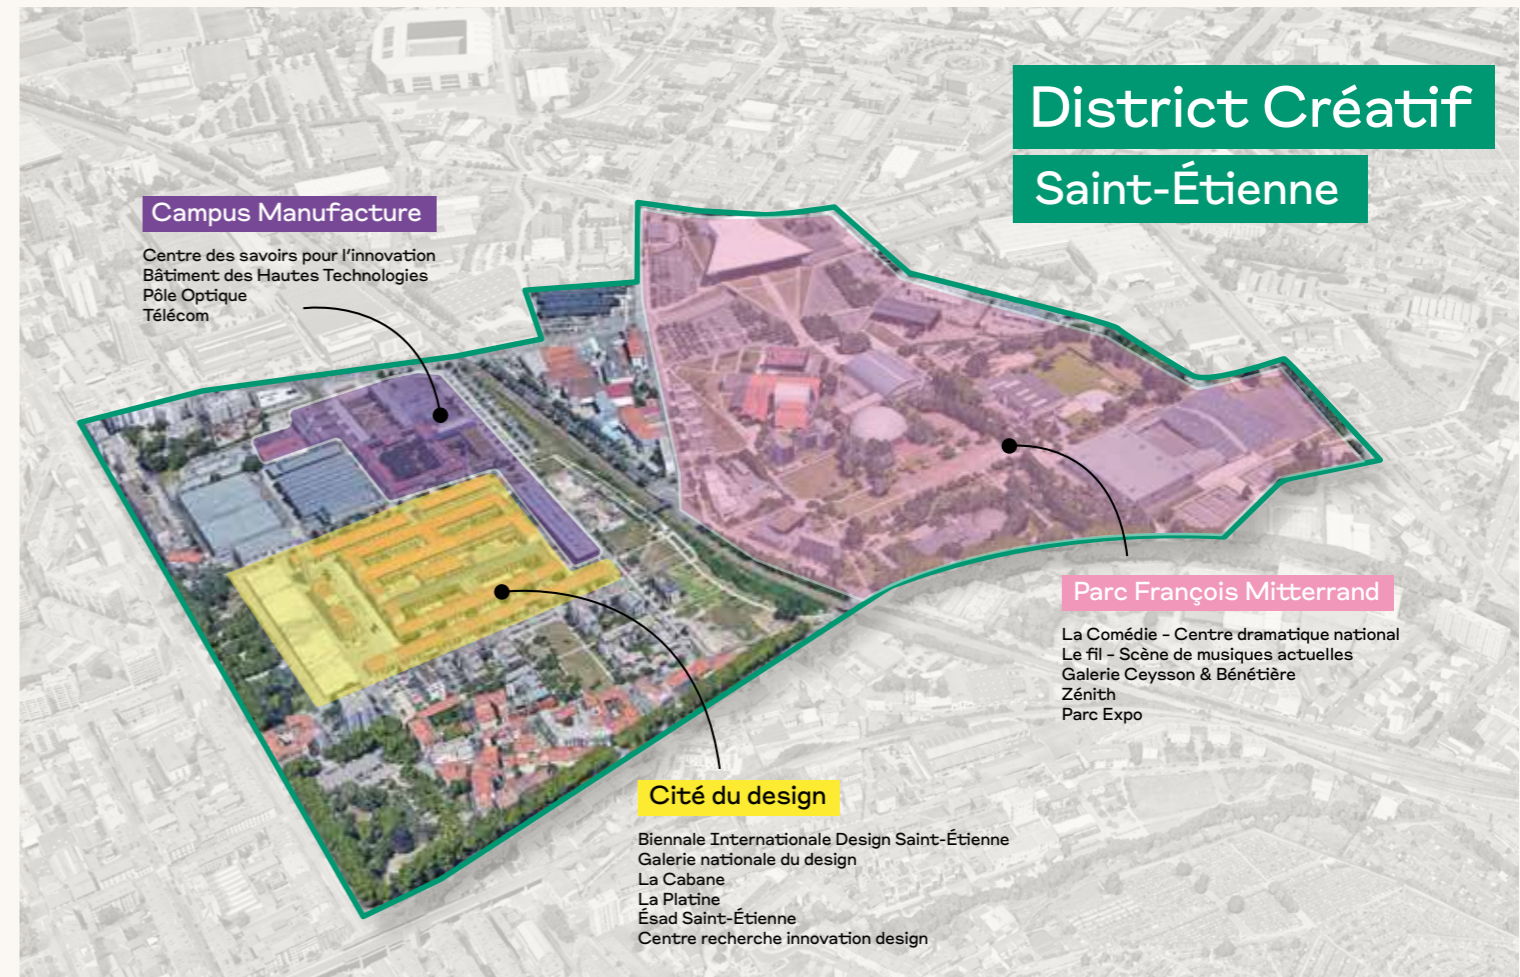 District Créatif
Saint-Étienne
Campus Manufacture
Centre des savoirs pour l'innovation
Bâtiment des Hautes Technologies
Pôle Optique
Télécom
Parc François Mitterrand
La Comédie - Centre dramatique national
Le fil - Scène de musiques actuelles
Galerie Ceysson & Bénétière
Zénith
Parc Expo
Cité du design
Biennale Internationale Design Saint-Étienne
Galerie nationale du design
La Cabane
La Platine
Ésad Saint-Étienne
Centre recherche innovation design